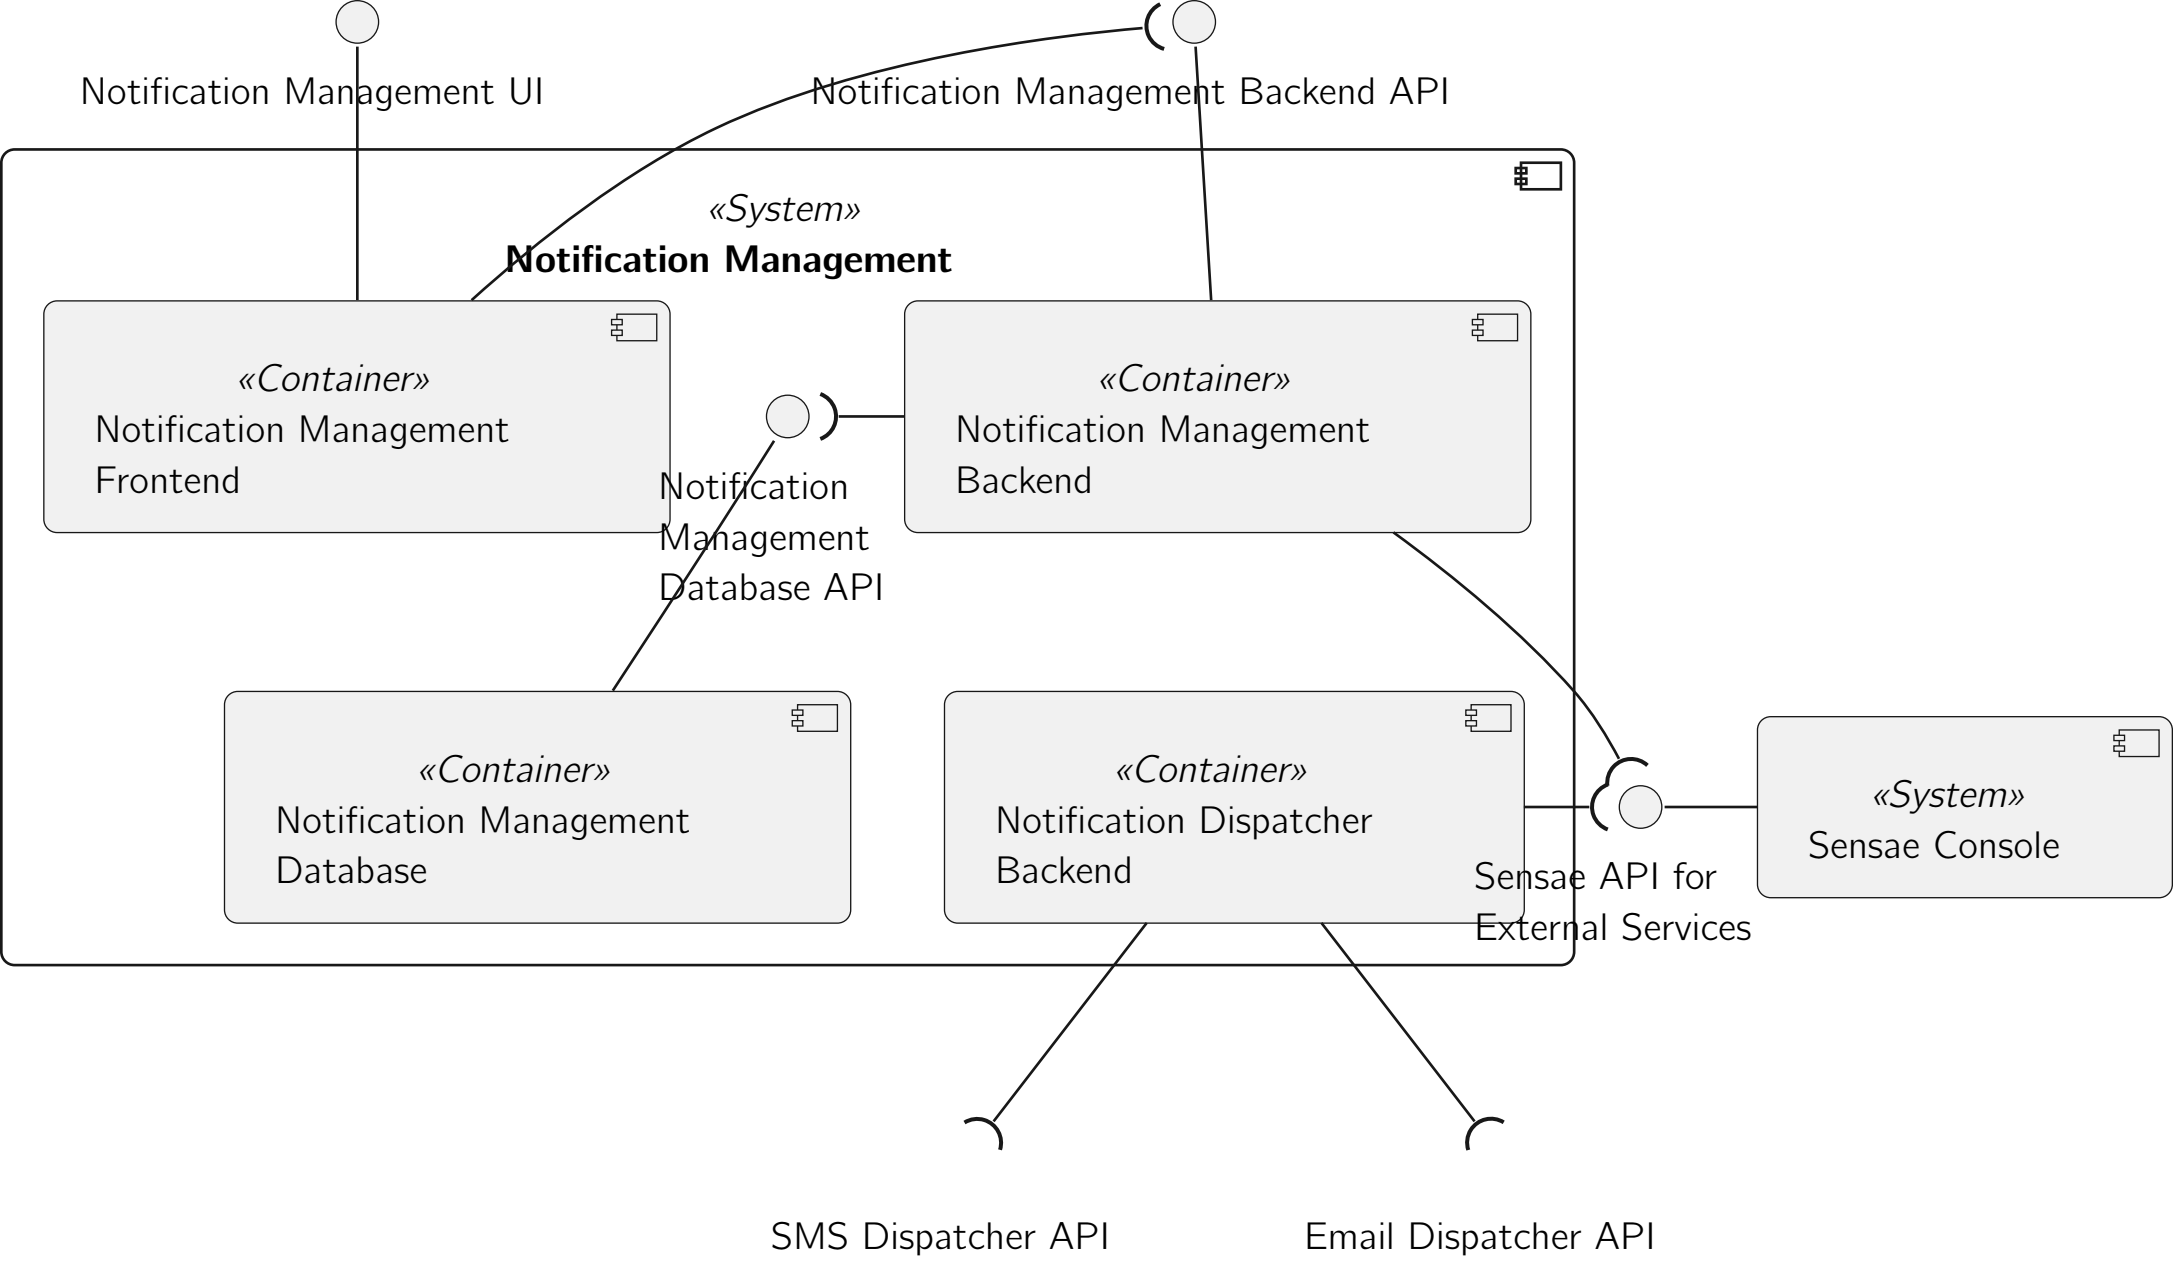 Notification Management UI
Notification Management Backend API
«System»
Notification Management
«Container»
Notification Management
Frontend
«Container»
Notification Management
Backend
Notification
Management
Database API
«Container»
Notification Management
Database
«Container»
Notification Dispatcher
Backend
«System»
Sensae Console
Sensae API for
External Services
SMS Dispatcher API
Email Dispatcher API